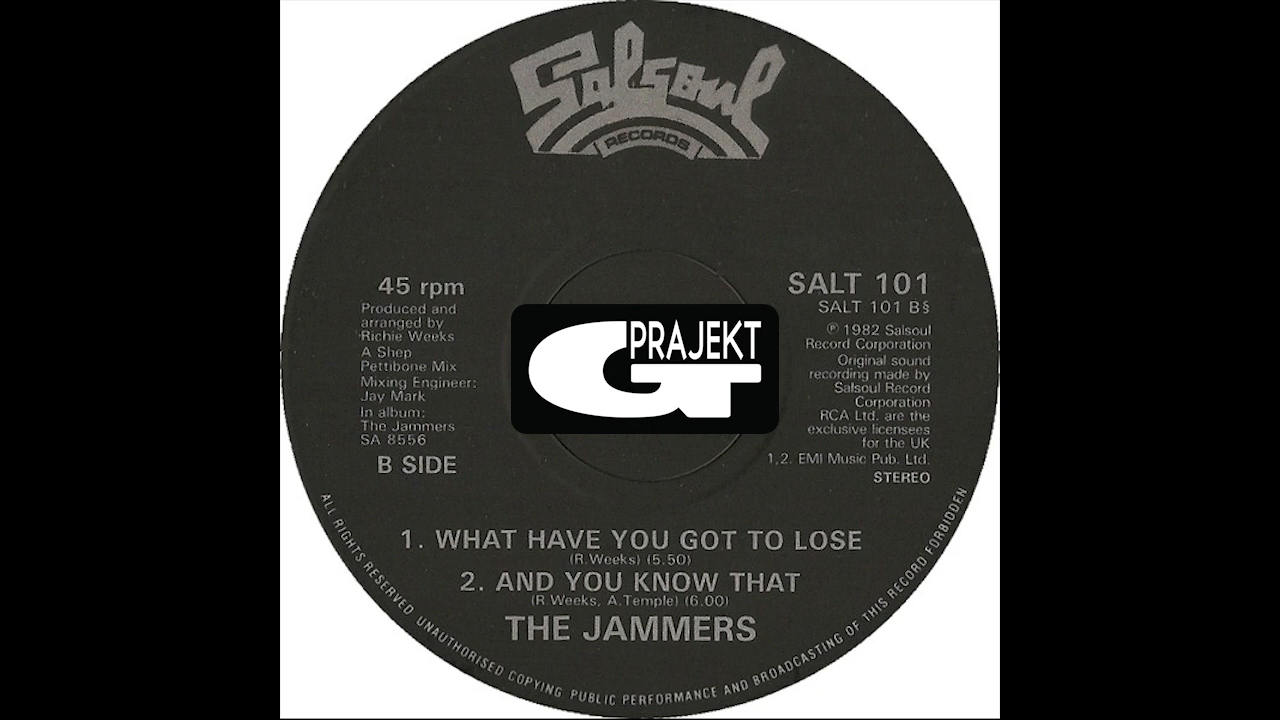 Salsoul
RECORDS
45 rpm
Produced and
arranged by
Richie Weeks
A Shep
Pettibone Mix
Mixing Engineer:
Jay Mark
In album:
The Jammers
SA 8556
B SIDE
SALT 101
SALT 101 B§
℗ 1982 Salsoul
Record Corporation
Original sound
recording made by
Salsoul Record
Corporation
RCA Ltd. are the
exclusive licensees
for the UK
1,2. EMI Music Pub. Ltd.
STEREO
PRAJEKT
GT
1. WHAT HAVE YOU GOT TO LOSE
(R.Weeks) (5.50)
2. AND YOU KNOW THAT
(R.Weeks, A.Temple) (6.00)
THE JAMMERS
ALL RIGHTS RESERVED UNAUTHORISED COPYING PUBLIC PERFORMANCE AND BROADCASTING OF THIS RECORD FORBIDDEN